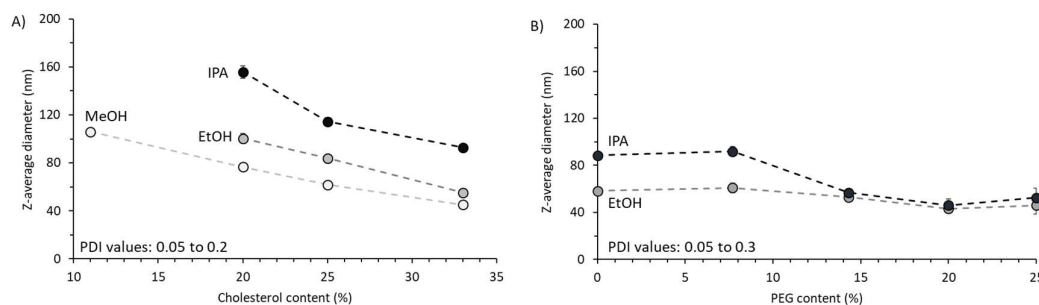 A)
200
160
120
80
40
0
Z-average diameter (nm)
IPA
MeOH
EtOH
PDI values: 0.05 to 0.2
10 15 20 25 30 35
Cholesterol content (%)
B)
200
160
120
80
40
0
Z-average diameter (nm)
IPA
EtOH
PDI values: 0.05 to 0.3
0 5 10 15 20 25
PEG content (%)